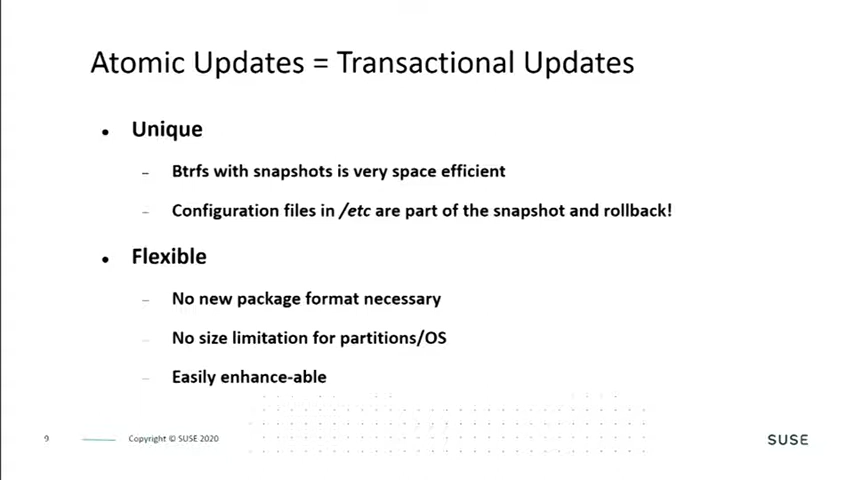 Atomic Updates = Transactional Updates
• Unique
– Btrfs with snapshots is very space efficient
– Configuration files in /etc are part of the snapshot and rollback!
• Flexible
– No new package format necessary
– No size limitation for partitions/OS
– Easily enhance-able
9 Copyright © SUSE 2020
SUSE